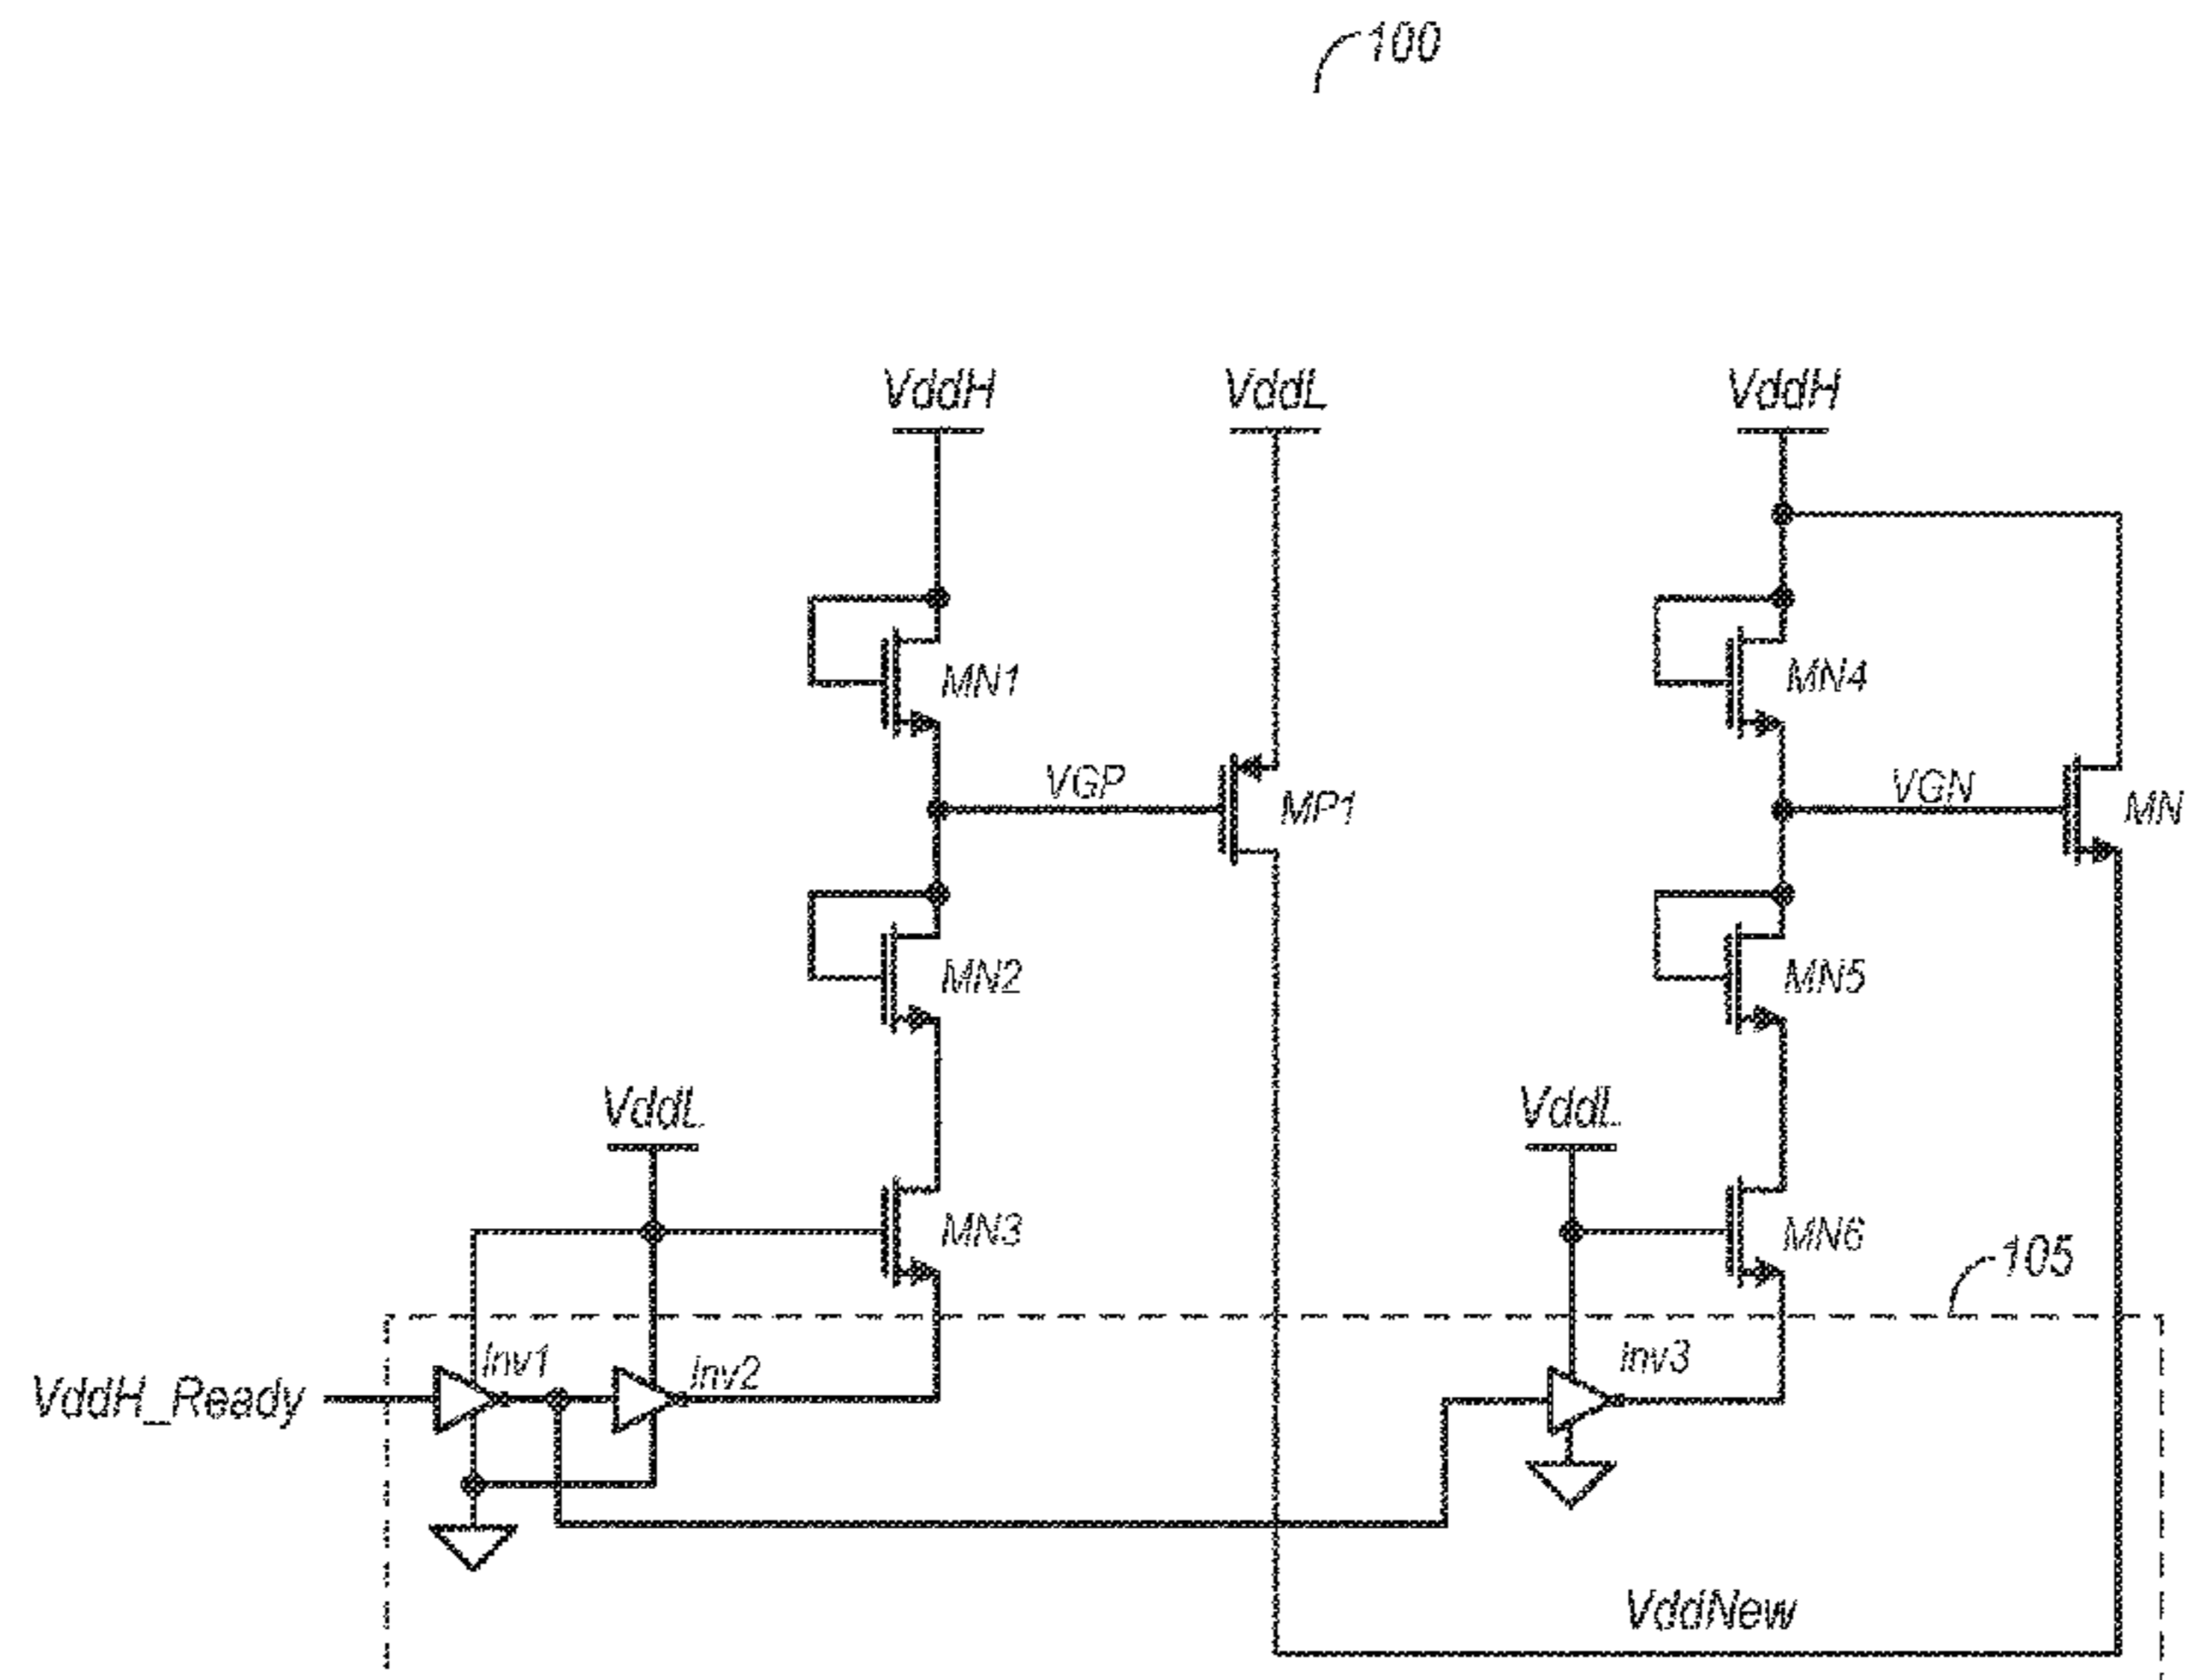 100
VddH
VddL
VddH
MN1
MN4
VGP
MP1
VGN
MN
MN2
MN5
VddL
VddL
MN3
MN6
105
Inv1
Inv2
Inv3
VddH_Ready
VddNew